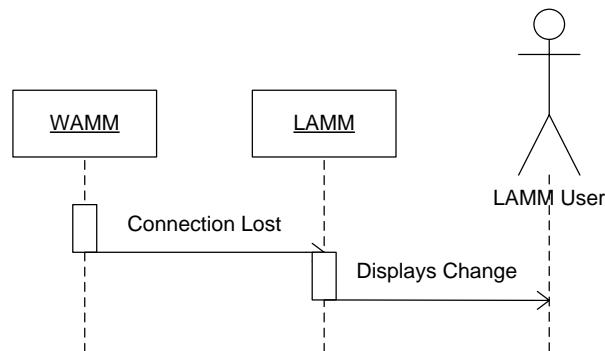 WAMM
LAMM
LAMM User
Connection Lost
Displays Change